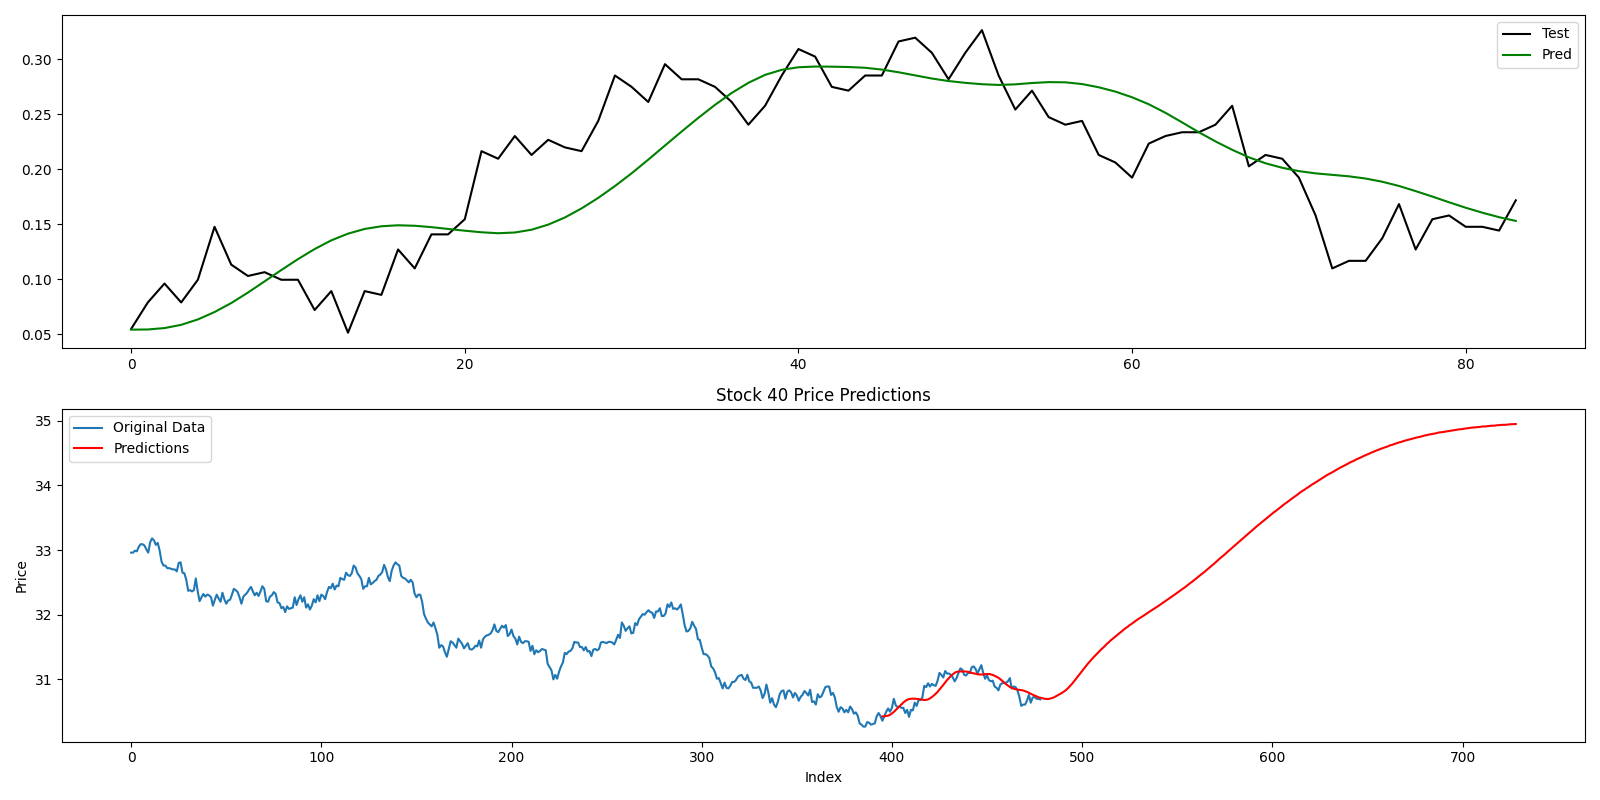 0.30
0.25
0.20
0.15
0.10
0.05
Test
Pred
0 20 40 60 80
Stock 40 Price Predictions
Original Data
Predictions
35
34
33
32
31
Price
0 100 200 300 400 500 600 700
Index